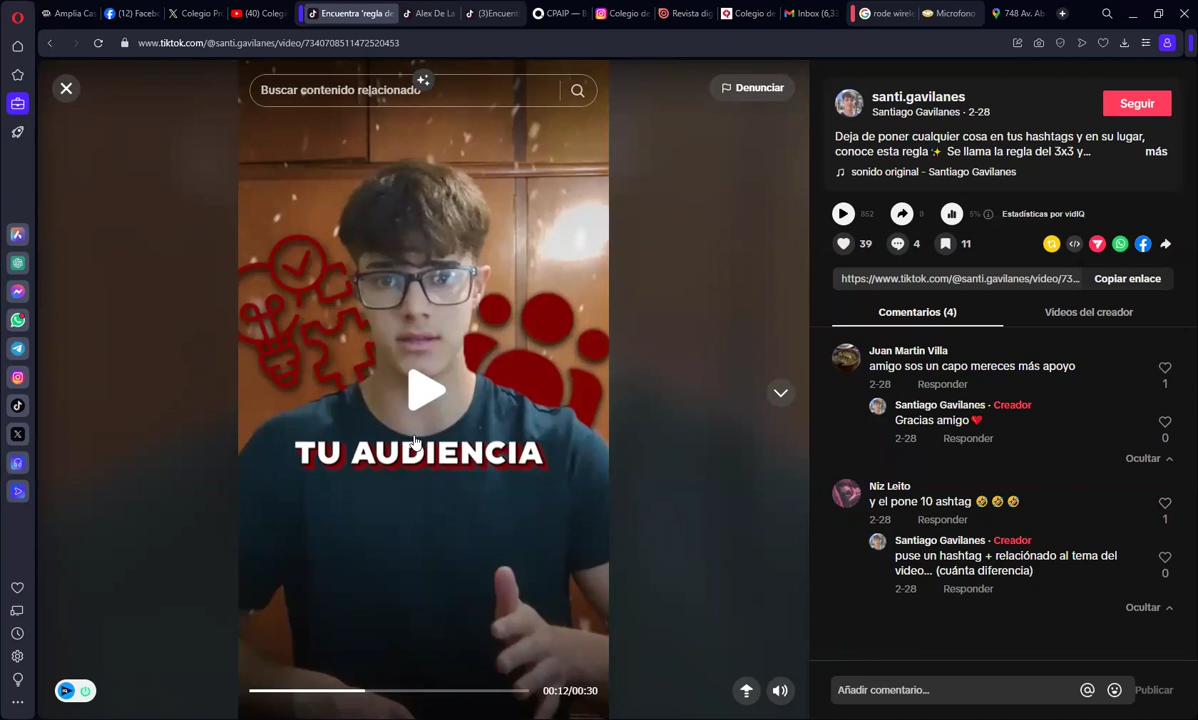 Amplia Cas
(12) Faceb
Colegio Pr
(40) Coleg
Encuentra 'regla de
Alex De La
(3)Encuent
CPAIP — B
Colegio de
Revista dig
Colegio de
Inbox (6,33
rode wirele
Microfono
748 Av. Ab
www.tiktok.com/@santi.gavilanes/video/7340708511472520453
Buscar contenido relacionado
Denunciar
TU AUDIENCIA
00:12/00:30
santi.gavilanes
Santiago Gavilanes · 2-28
Seguir
Deja de poner cualquier cosa en tus hashtags y en su lugar,
conoce esta regla ✨ Se llama la regla del 3x3 y... más
sonido original - Santiago Gavilanes
852 0 5% Estadísticas por vidIQ
39 4 11
https://www.tiktok.com/@santi.gavilanes/video/73... Copiar enlace
Comentarios (4) Videos del creador
Juan Martin Villa
amigo sos un capo mereces más apoyo
2-28 Responder 1
Santiago Gavilanes · Creador
Gracias amigo❤️
2-28 Responder 0
Ocultar
Niz Leito
y el pone 10 ashtag 🤣🤣🤣
2-28 Responder 1
Santiago Gavilanes · Creador
puse un hashtag + relaciónado al tema del
video... (cuánta diferencia)
2-28 Responder 0
Ocultar
Añadir comentario... Publicar